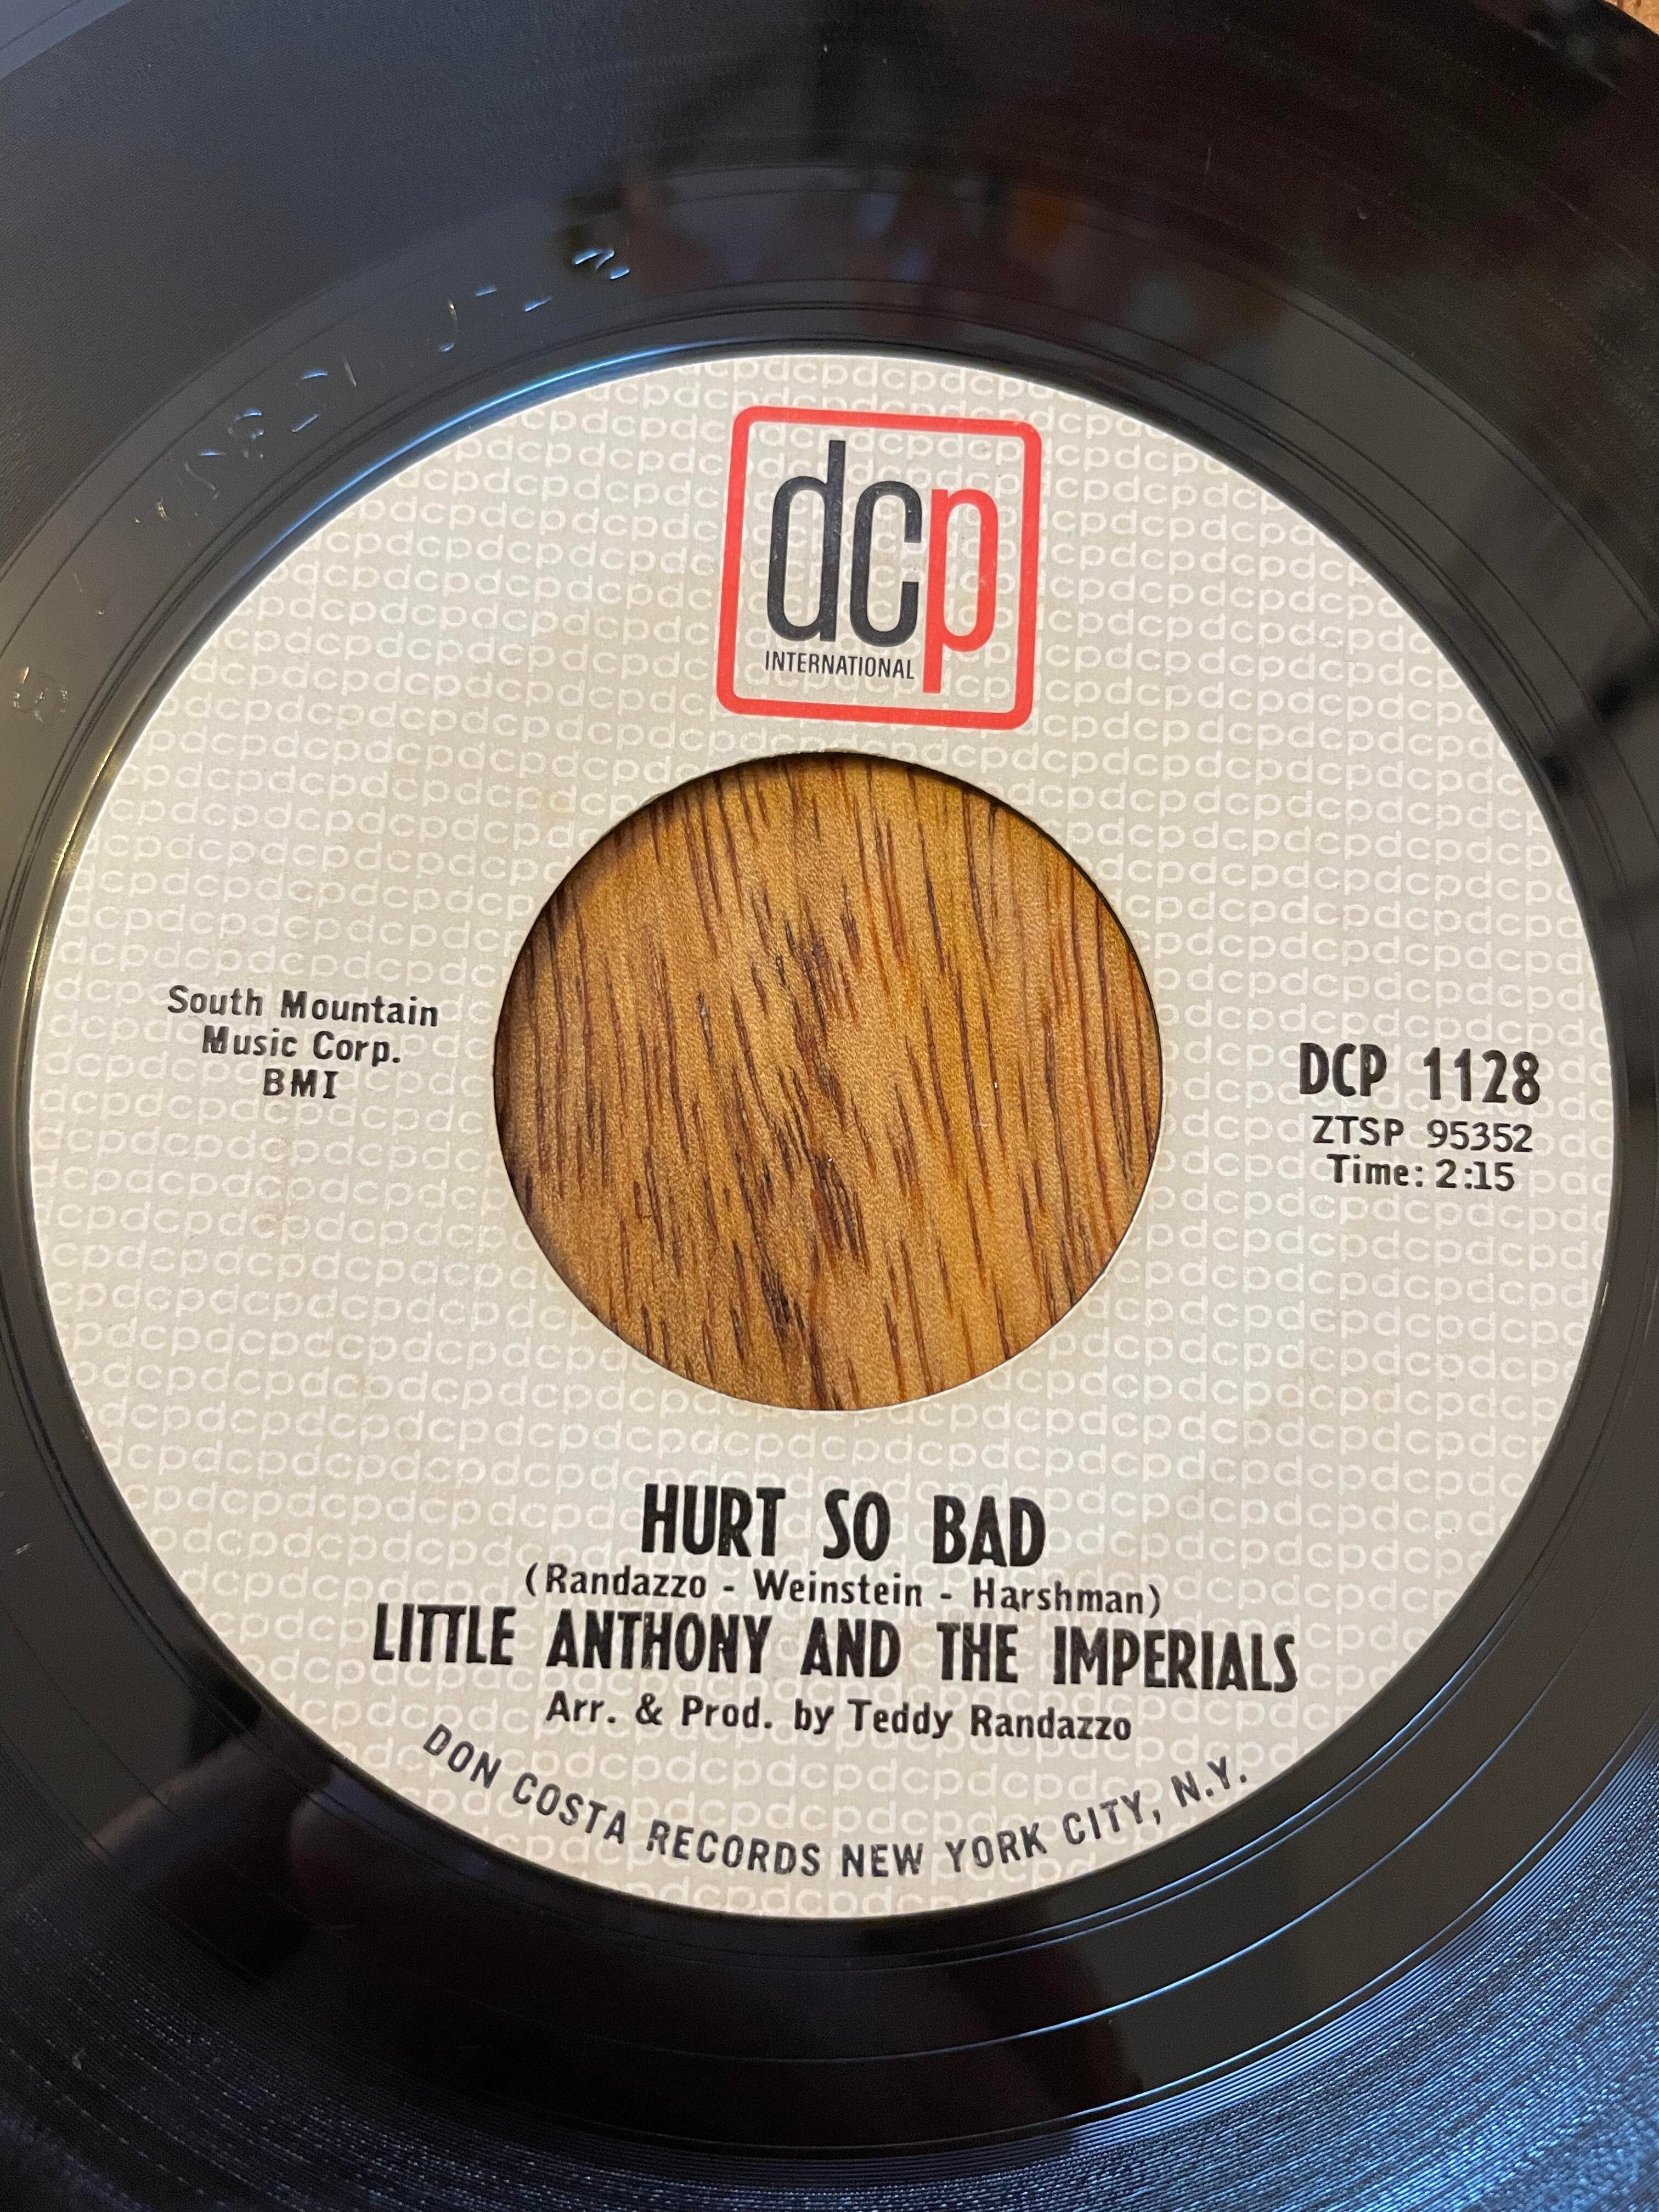 dcp
INTERNATIONAL
South Mountain
Music Corp.
BMI
DCP 1128
ZTSP 95352
Time: 2:15
HURT SO BAD
(Randazzo - Weinstein - Harshman)
LITTLE ANTHONY AND THE IMPERIALS
Arr. & Prod. by Teddy Randazzo
DON COSTA RECORDS NEW YORK CITY, N.Y.